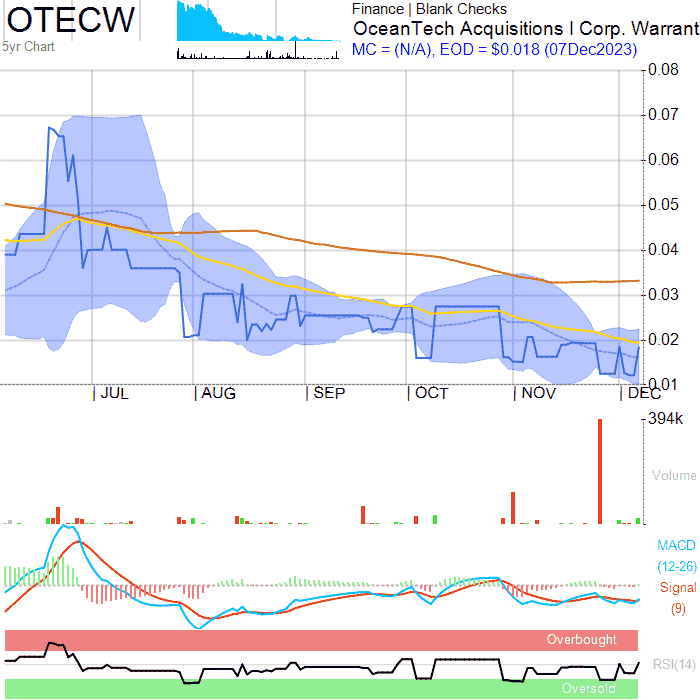 OTECW
5yr Chart
Finance | Blank Checks
OceanTech Acquisitions I Corp. Warrant
MC = (N/A), EOD = $0.018 (07Dec2023)
0.08
0.07
0.06
0.05
0.04
0.03
0.02
0.01
JUL AUG SEP OCT NOV DEC
394k
Volume
MACD
(12-26)
Signal
(9)
Overbought
RSI(14)
Oversold